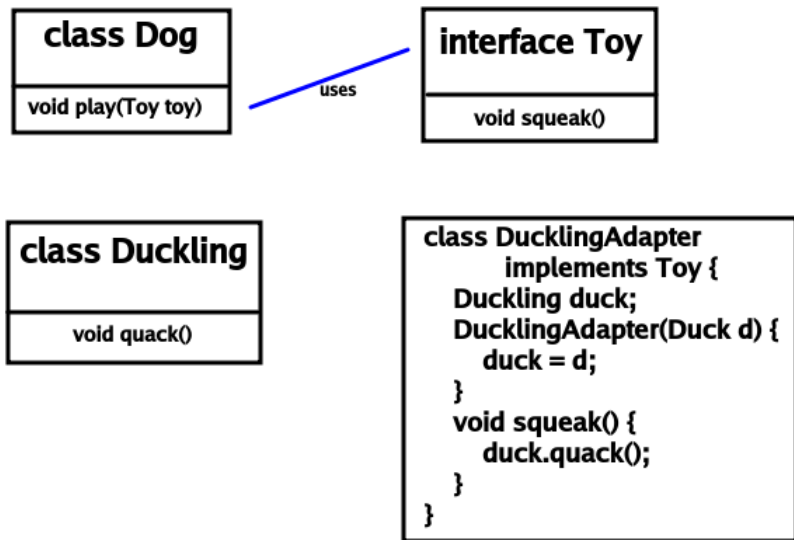 class Dog
void play(Toy toy)
uses
interface Toy
void squeak()
class Duckling
void quack()
class DucklingAdapter
implements Toy {
Duckling duck;
DucklingAdapter(Duck d) {
duck = d;
}
void squeak() {
duck.quack();
}
}